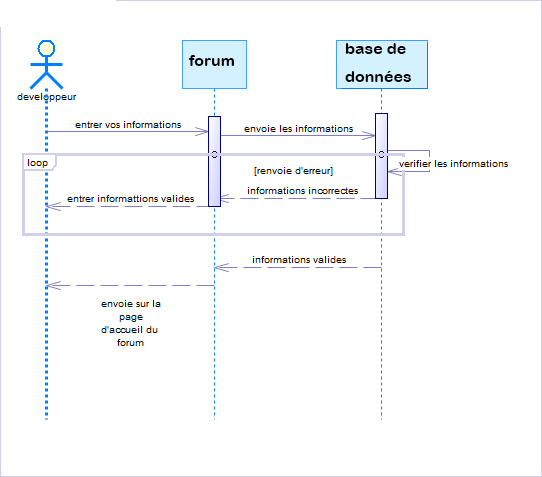 base de
forum
données
developpeur
entrer vos informations
envoie les informations
loop
verifier les informations
[renvoie d'erreur]
informations incorrectes
entrer informattions valides
informations valides
envoie sur la
page
d'accueil du
forum